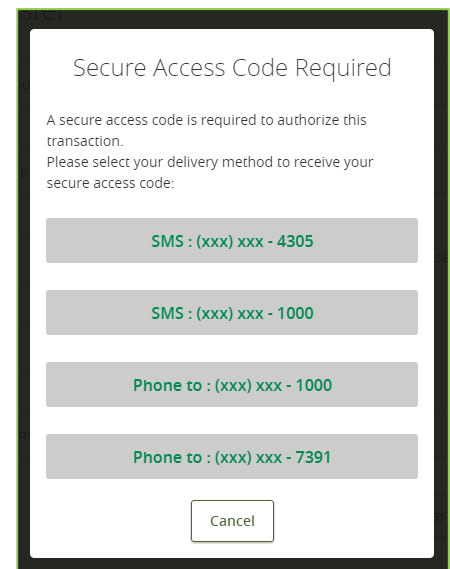 Secure Access Code Required
A secure access code is required to authorize this
transaction.
Please select your delivery method to receive your
secure access code:
SMS : (xxx) xxx - 4305
SMS : (xxx) xxx - 1000
Phone to : (xxx) xxx - 1000
Phone to : (xxx) xxx - 7391
Cancel